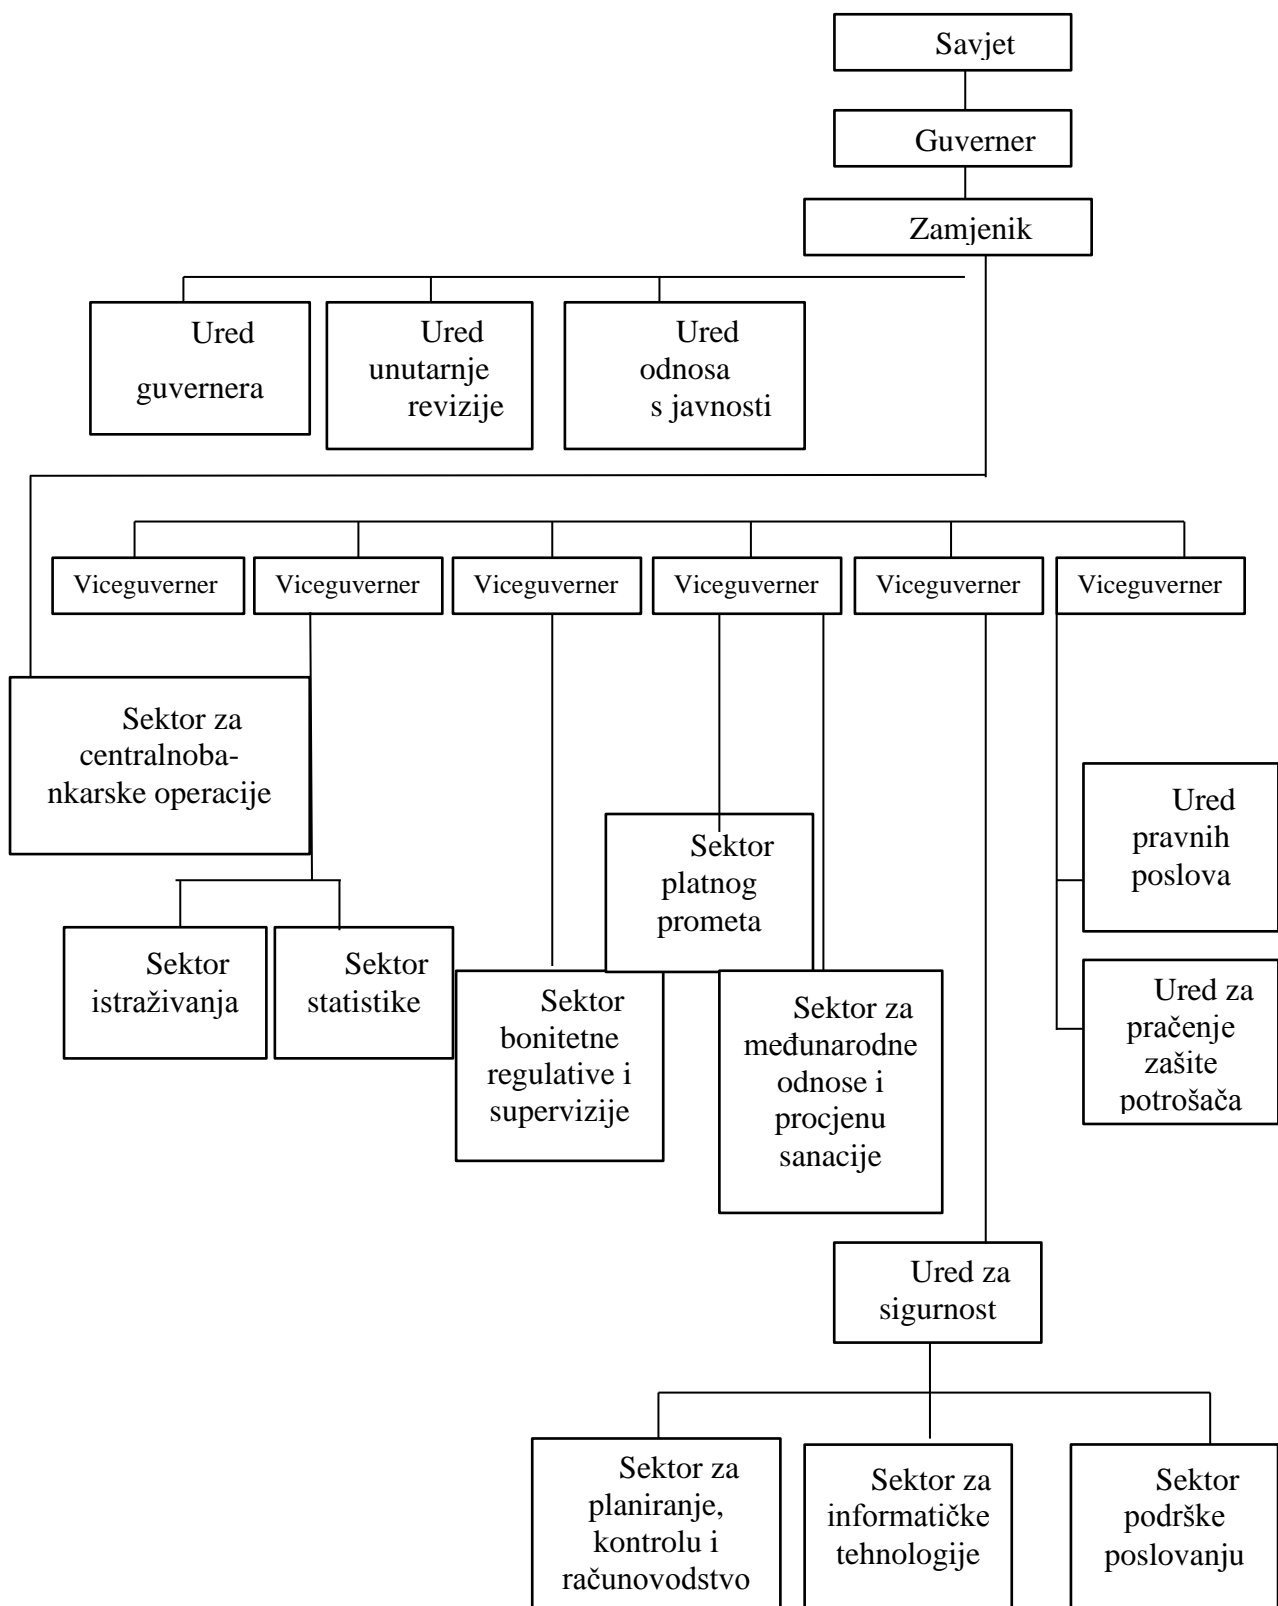 Savjet
Guverner
Zamjenik
Ured
guvernera
Ured
unutarnje
revizije
Ured
odnosa
s javnosti
Viceguverner
Viceguverner
Viceguverner
Viceguverner
Viceguverner
Viceguverner
Sektor za
centralnoba-
nkarske operacije
Ured
pravnih
poslova
Sektor
platnog
prometa
Sektor
istraživanja
Sektor
statistike
Sektor
bonitetne
regulative i
supervizije
Sektor za
međunarodne
odnose i
procjenu
sanacije
Ured za
pračenje
zašite
potrošača
Ured za
sigurnost
Sektor za
planiranje,
kontrolu i
računovodstvo
Sektor za
informatičke
tehnologije
Sektor
podrške
poslovanju